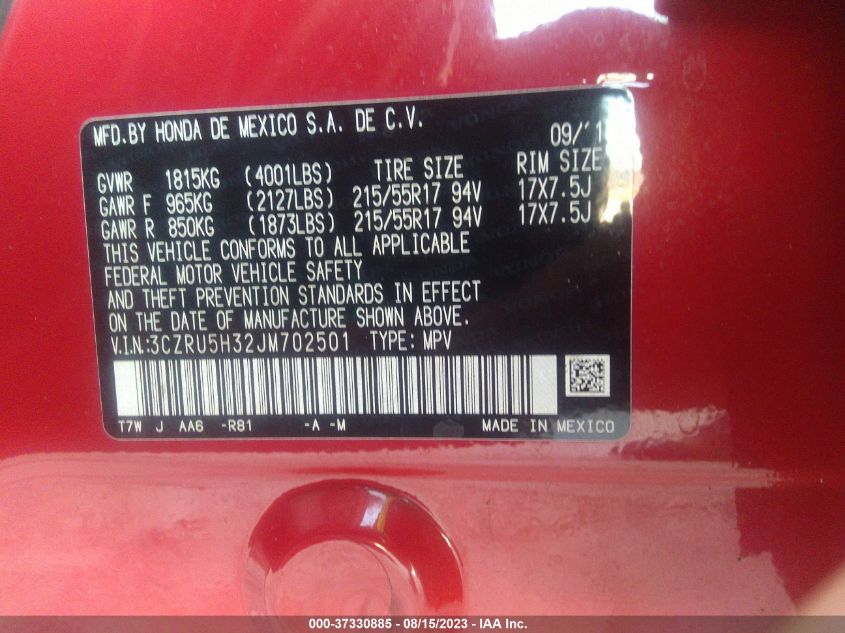 MFD.BY HONDA DE MEXICO S.A. DE C.V.
GVWR 1815KG (4001LBS) TIRE SIZE RIM SIZE
GAWR F 965KG (2127LBS) 215/55R17 94V 17X7.5J
GAWR R 850KG (1873LBS) 215/55R17 94V 17X7.5J
THIS VEHICLE CONFORMS TO ALL APPLICABLE
FEDERAL MOTOR VEHICLE SAFETY
AND THEFT PREVENTION STANDARDS IN EFFECT
ON THE DATE OF MANUFACTURE SHOWN ABOVE.
V.I.N.:3CZRU5H32JM702501 TYPE: MPV
T7W J AA6 -R81 -A -M MADE IN MEXICO
000-37330885 - 08/15/2023 - IAA Inc.